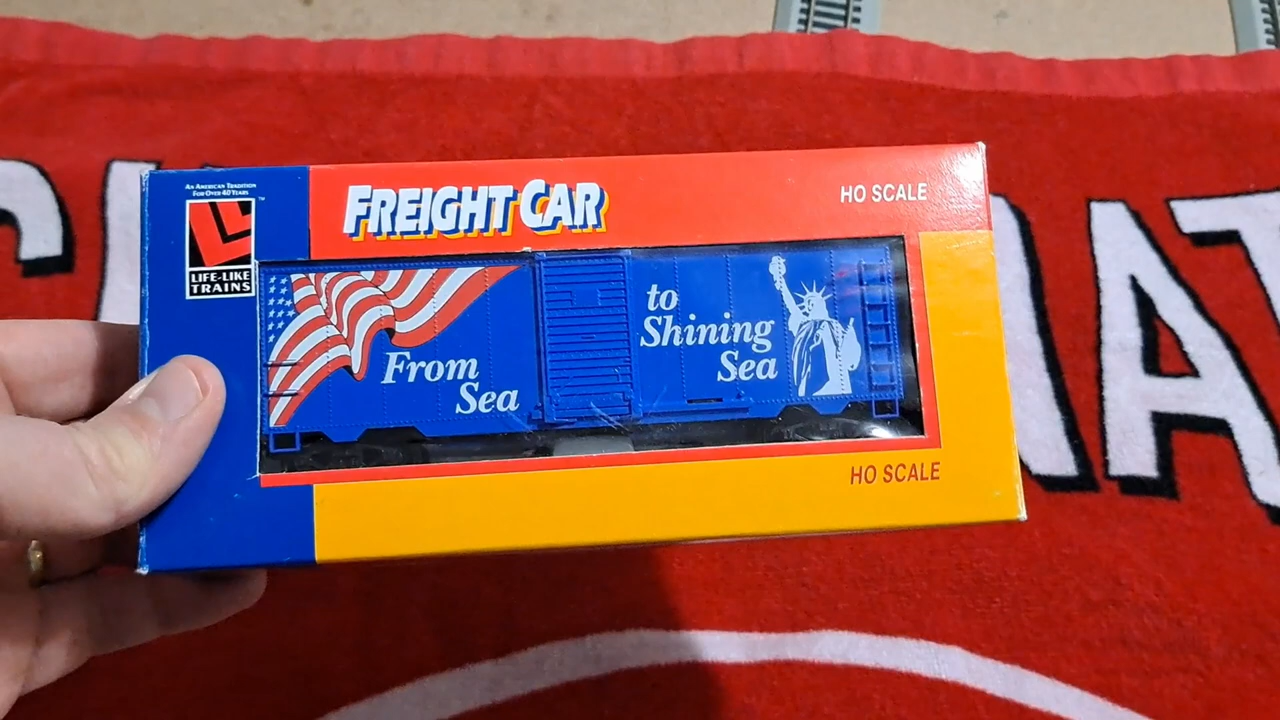 AN AMERICAN TRADITION
FOR OVER 40 YEARS
LIFE-LIKE
TRAINS
™
FREIGHT CAR
HO SCALE
From
Sea
to
Shining
Sea
HO SCALE